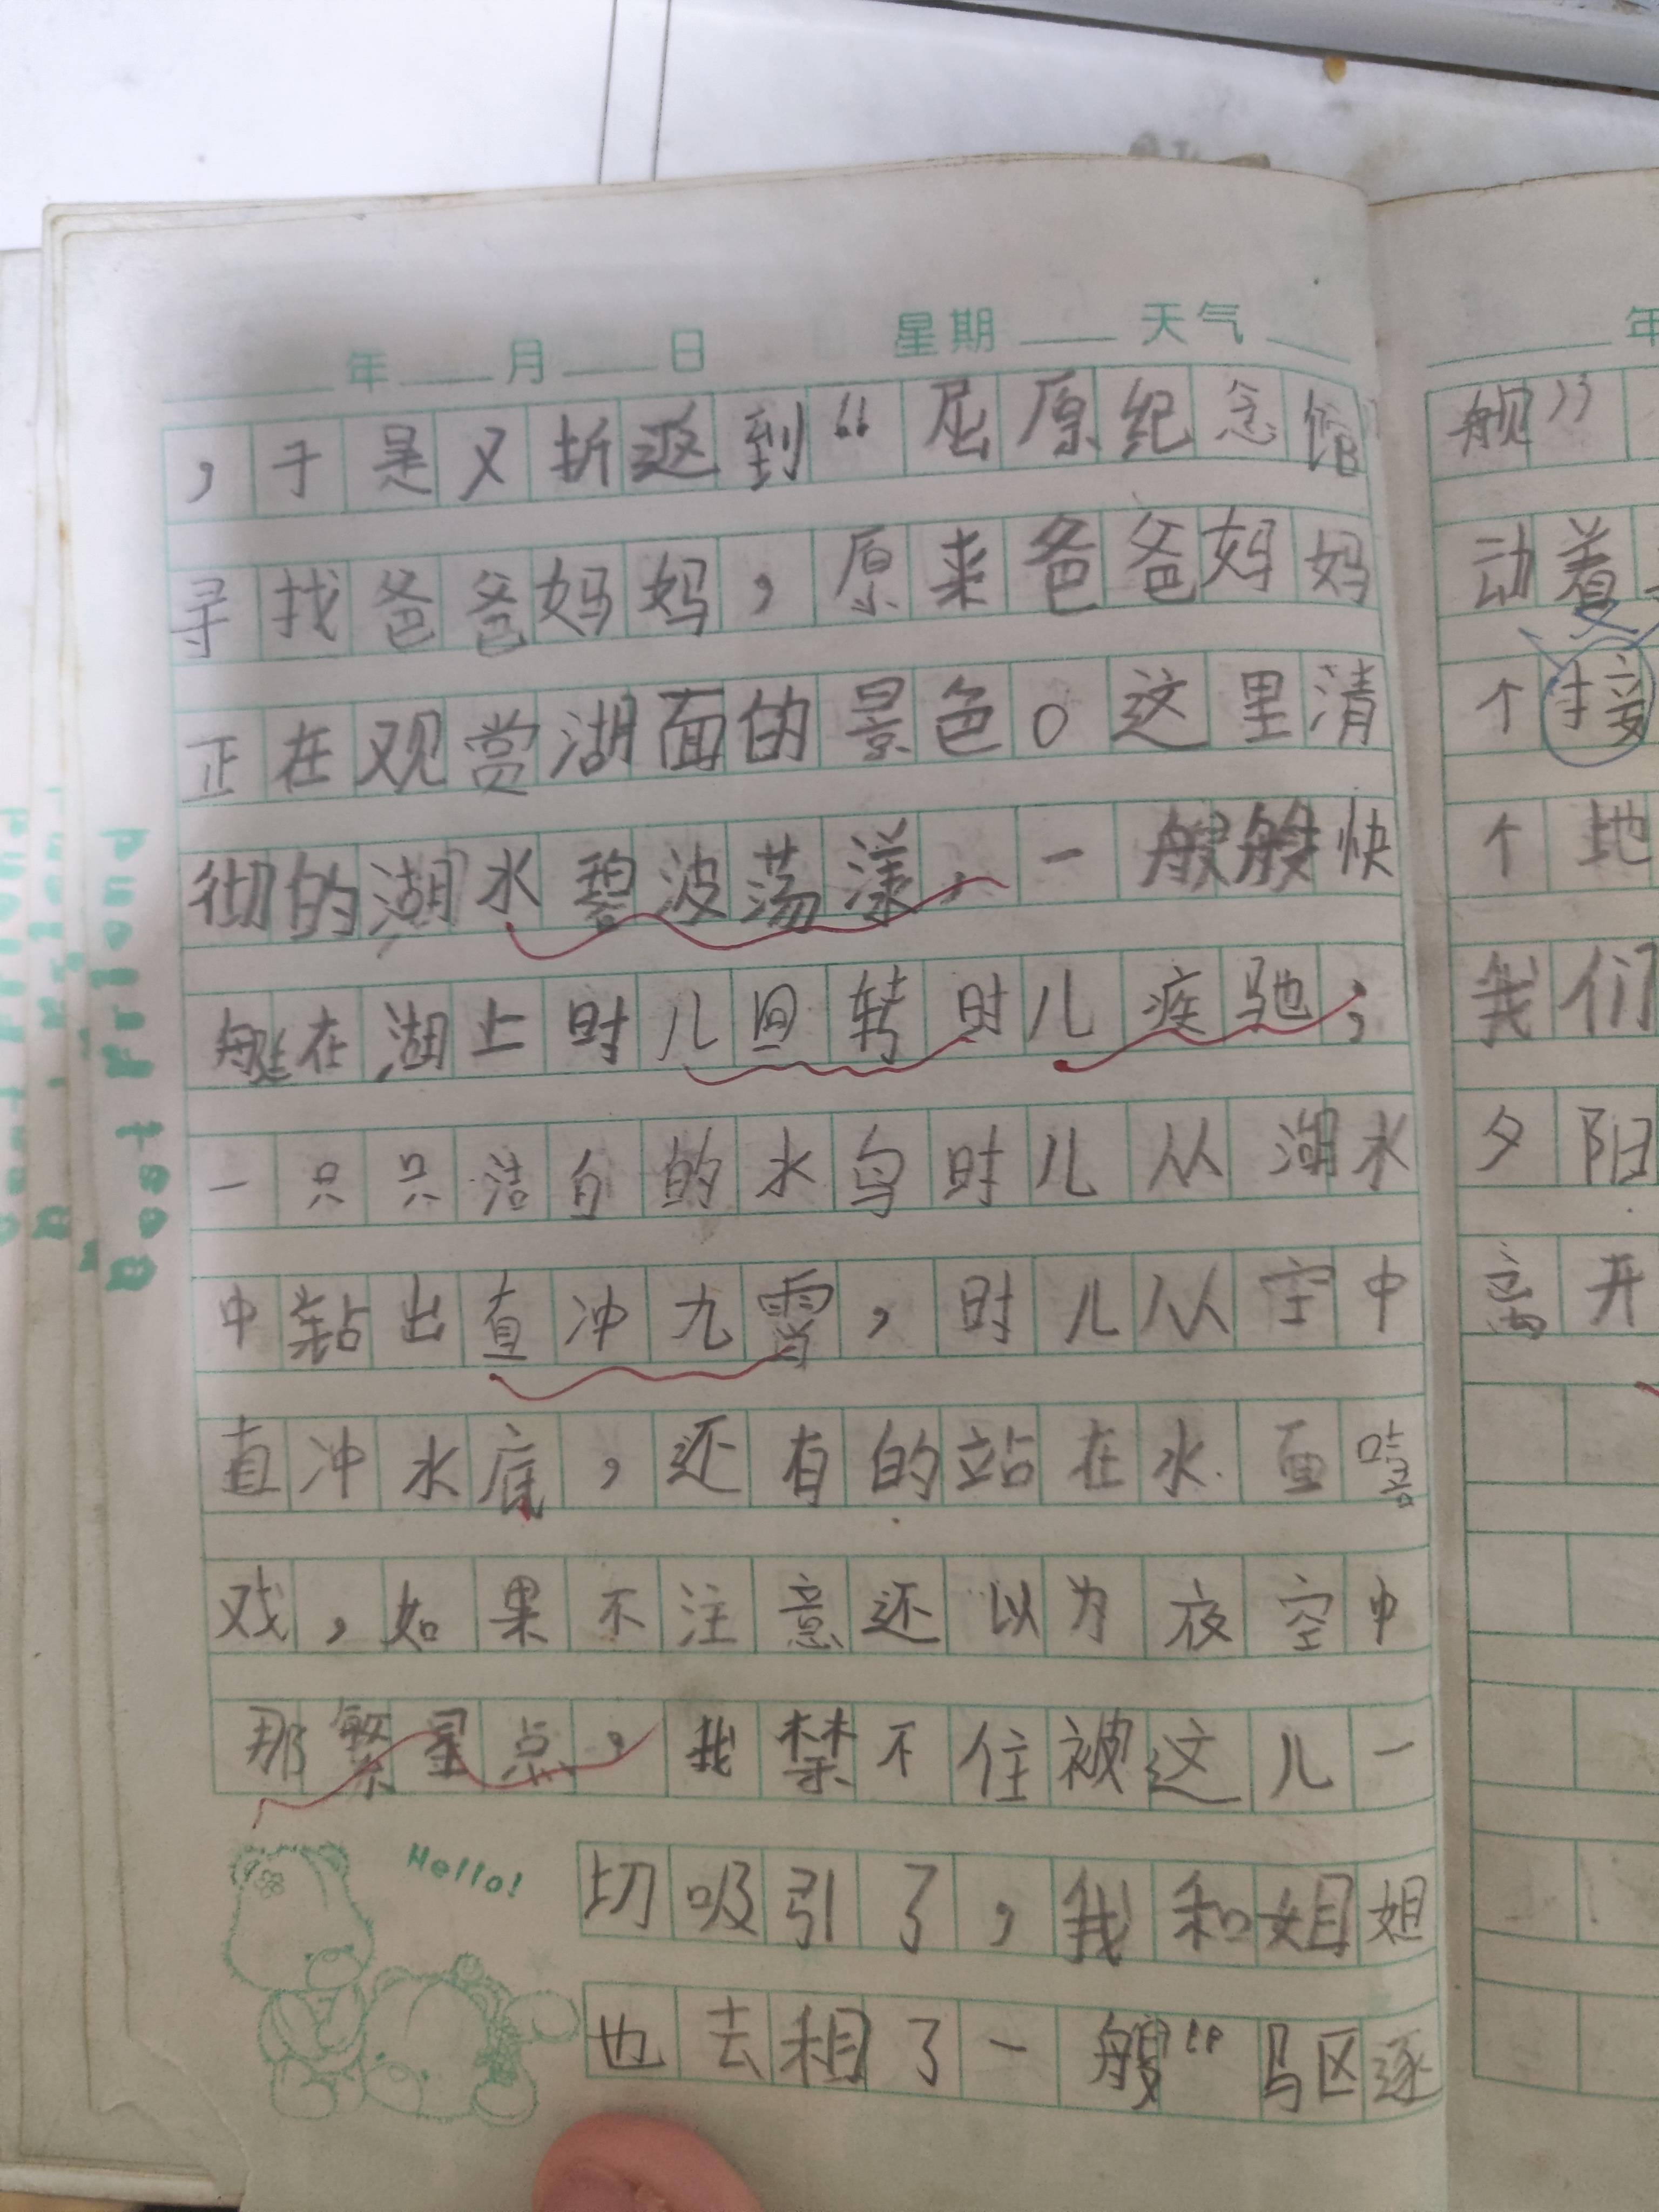 年 月 日 星期 天气
，于是又折返到“屈原纪念馆”
寻找爸爸妈妈，原来爸爸妈妈
正在观赏湖面的景色。这里清
彻的湖水碧波荡漾，一艘艘快
艇在湖上时儿回转时儿疾驰；
一只只洁白的水鸟时儿从湖水
中钻出直冲九霄，时儿从空中
直冲水底，还有的站在水面嘻
戏，如果不注意还以为夜空中
那繁星点，我禁不住被这儿一
Hello!
切吸引了，我和姐姐
也去租了一艘“驱逐
年
舰”
动着
个接
个地
我们
夕阳
离开